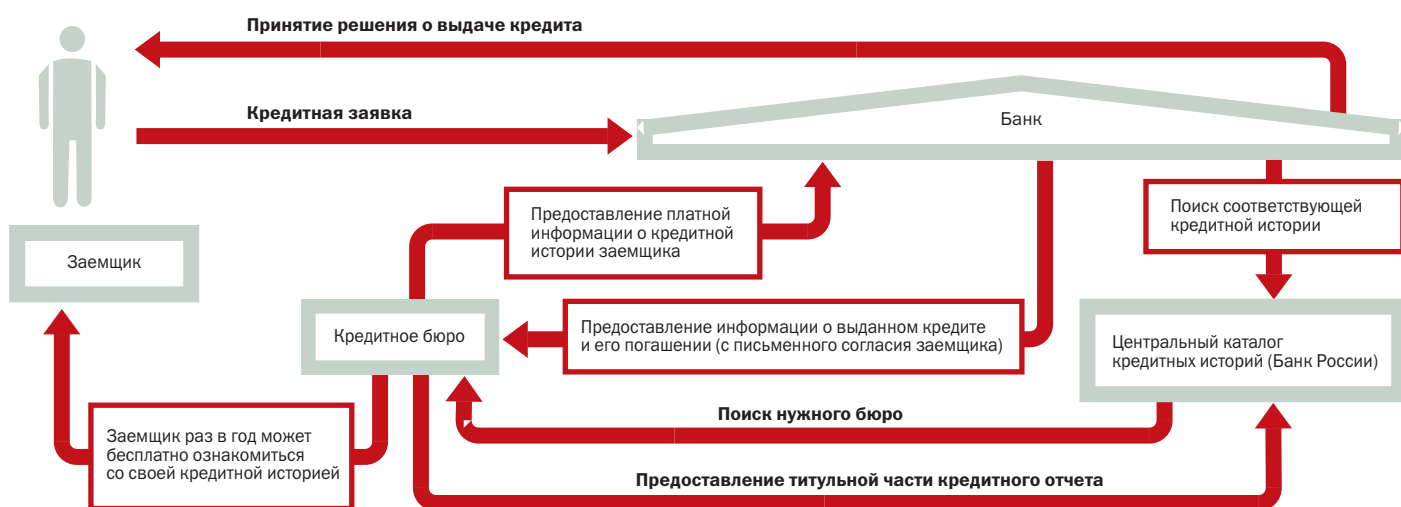 Принятие решения о выдаче кредита
Кредитная заявка
Банк
Предоставление платной
информации о кредитной
истории заемщика
Поиск соответствующей
кредитной истории
Заемщик
Кредитное бюро
Предоставление информации о выданном кредите
и его погашении (с письменного согласия заемщика)
Центральный каталог
кредитных историй (Банк России)
Поиск нужного бюро
Заемщик раз в год может
бесплатно ознакомиться
со своей кредитной историей
Предоставление титульной части кредитного отчета